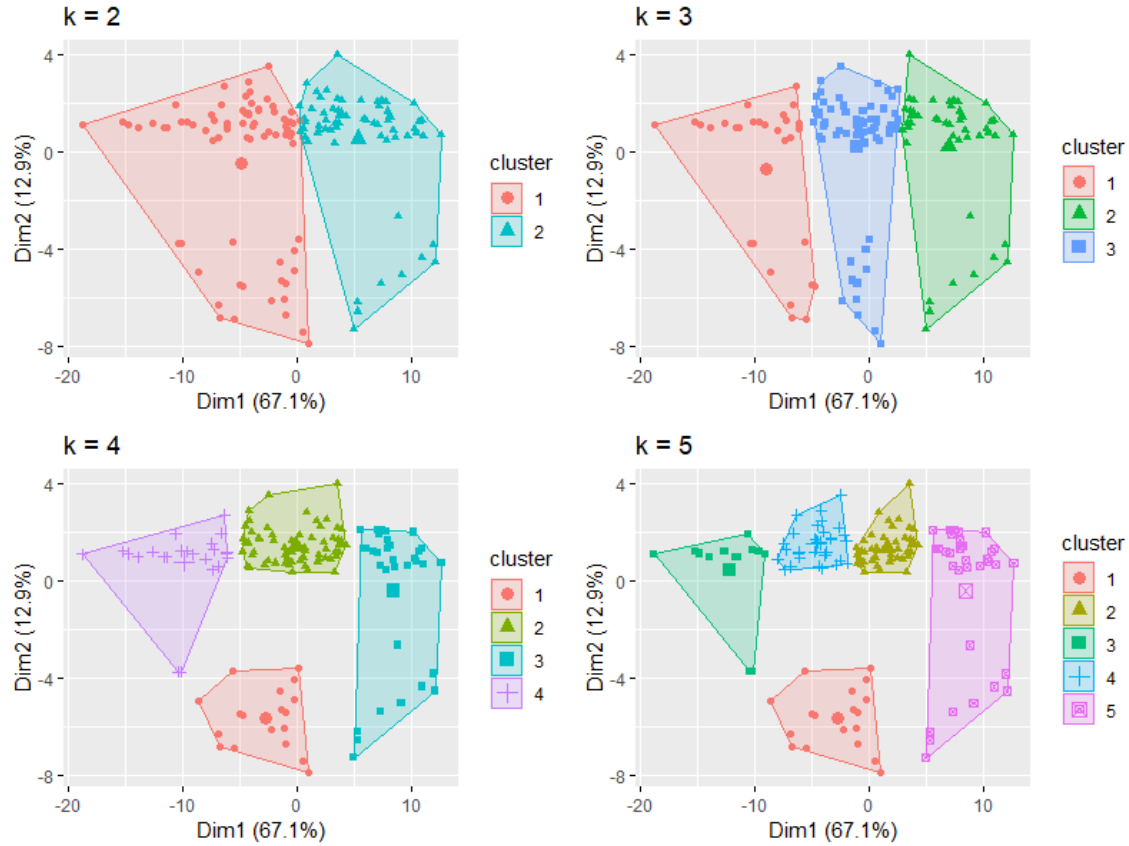 k = 2
4
0
-4
-8
-20
-10
0
10
Dim2 (12.9%)
Dim1 (67.1%)
cluster
1
2
k = 3
4
0
-4
-8
-20
-10
0
10
Dim2 (12.9%)
Dim1 (67.1%)
cluster
1
2
3
k = 4
4
0
-4
-8
-20
-10
0
10
Dim2 (12.9%)
Dim1 (67.1%)
cluster
1
2
3
4
k = 5
4
0
-4
-8
-20
-10
0
10
Dim2 (12.9%)
Dim1 (67.1%)
cluster
1
2
3
4
5